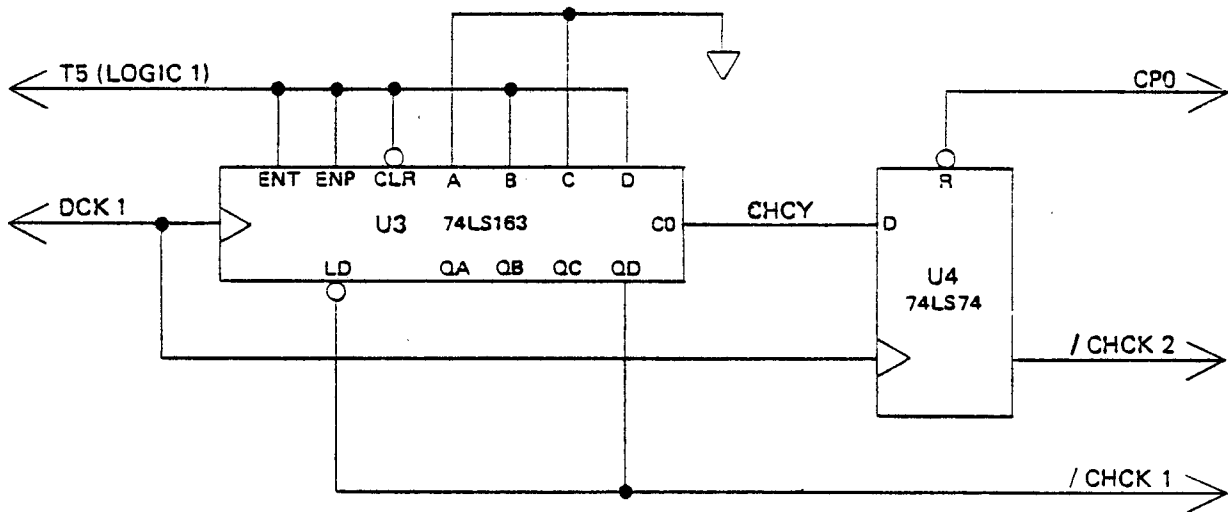 T5 (LOGIC 1)
CP0
ENT ENP CLR A B C D
R
DCK 1
U3 74LS163
C0
CHCY
D
LD QA QB QC QD
U4
74LS74
/ CHCK 2
/ CHCK 1